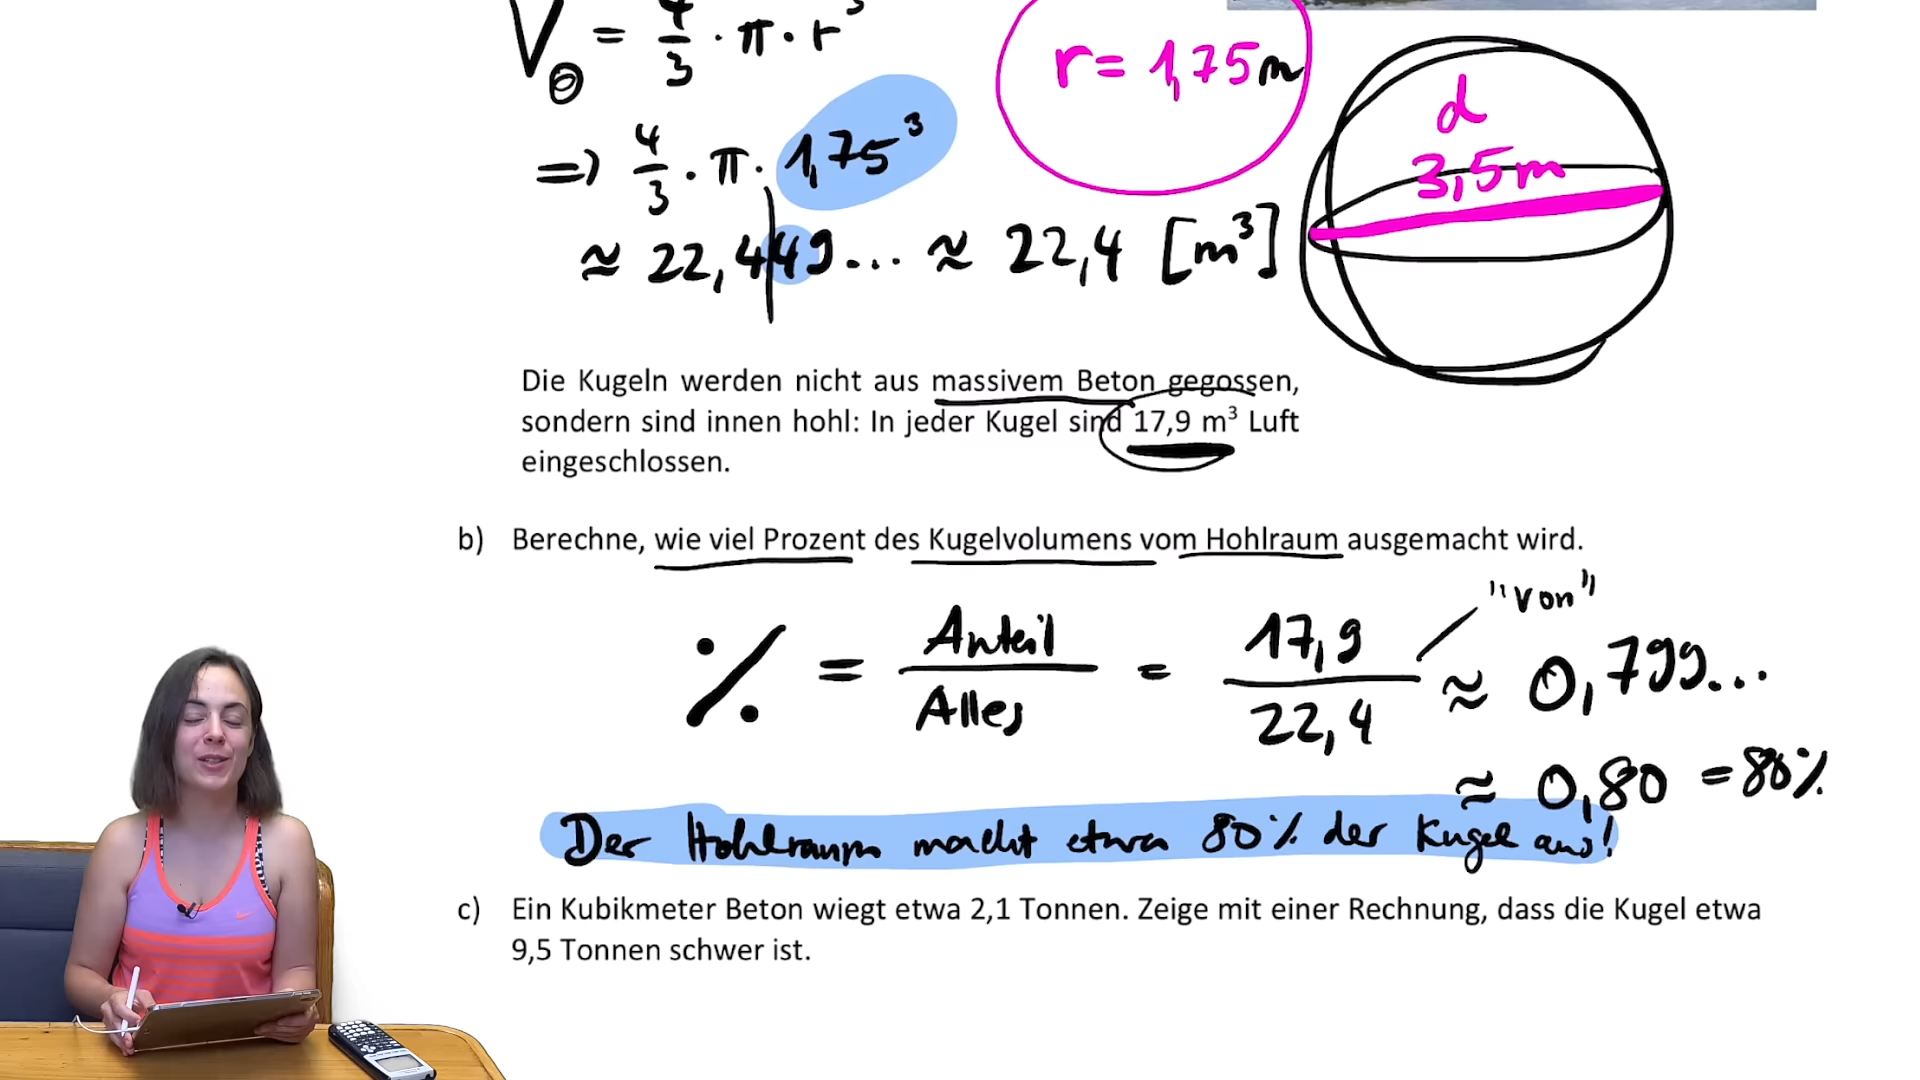 V = 4/3 · π · r³
r = 1,75 m
d
3,5 m
=> 4/3 · π · 1,75³
≈ 22,449... ≈ 22,4 [m³]
Die Kugeln werden nicht aus massivem Beton gegossen,
sondern sind innen hohl: In jeder Kugel sind 17,9 m³ Luft
eingeschlossen.
b) Berechne, wie viel Prozent des Kugelvolumens vom Hohlraum ausgemacht wird.
"von"
% = Anteil/Alles = 17,9/22,4 ≈ 0,799...
≈ 0,80 = 80%
Der Hohlraum macht etwa 80% der Kugel aus!
c) Ein Kubikmeter Beton wiegt etwa 2,1 Tonnen. Zeige mit einer Rechnung, dass die Kugel etwa
9,5 Tonnen schwer ist.